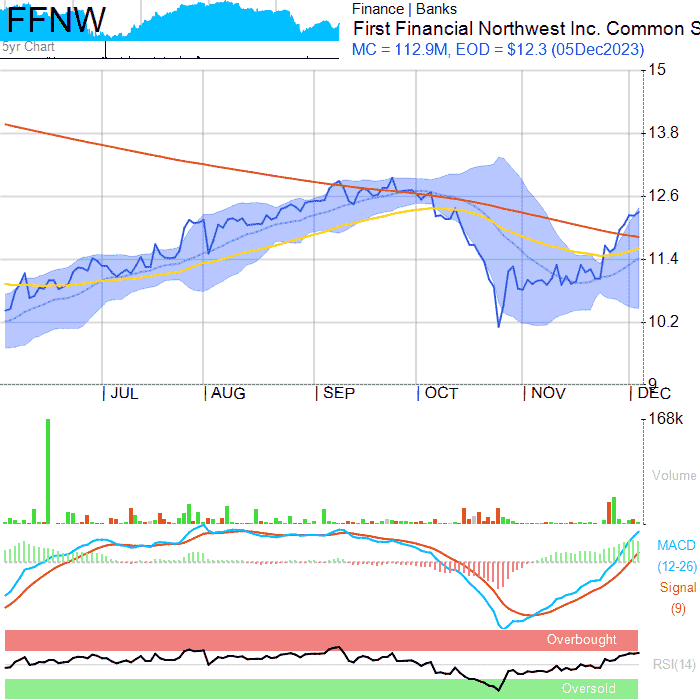 FFNW
5yr Chart
Finance | Banks
First Financial Northwest Inc. Common S
MC = 112.9M, EOD = $12.3 (05Dec2023)
15
13.8
12.6
11.4
10.2
9
JUL AUG SEP OCT NOV DEC
168k
Volume
MACD
(12-26)
Signal
(9)
Overbought
RSI(14)
Oversold